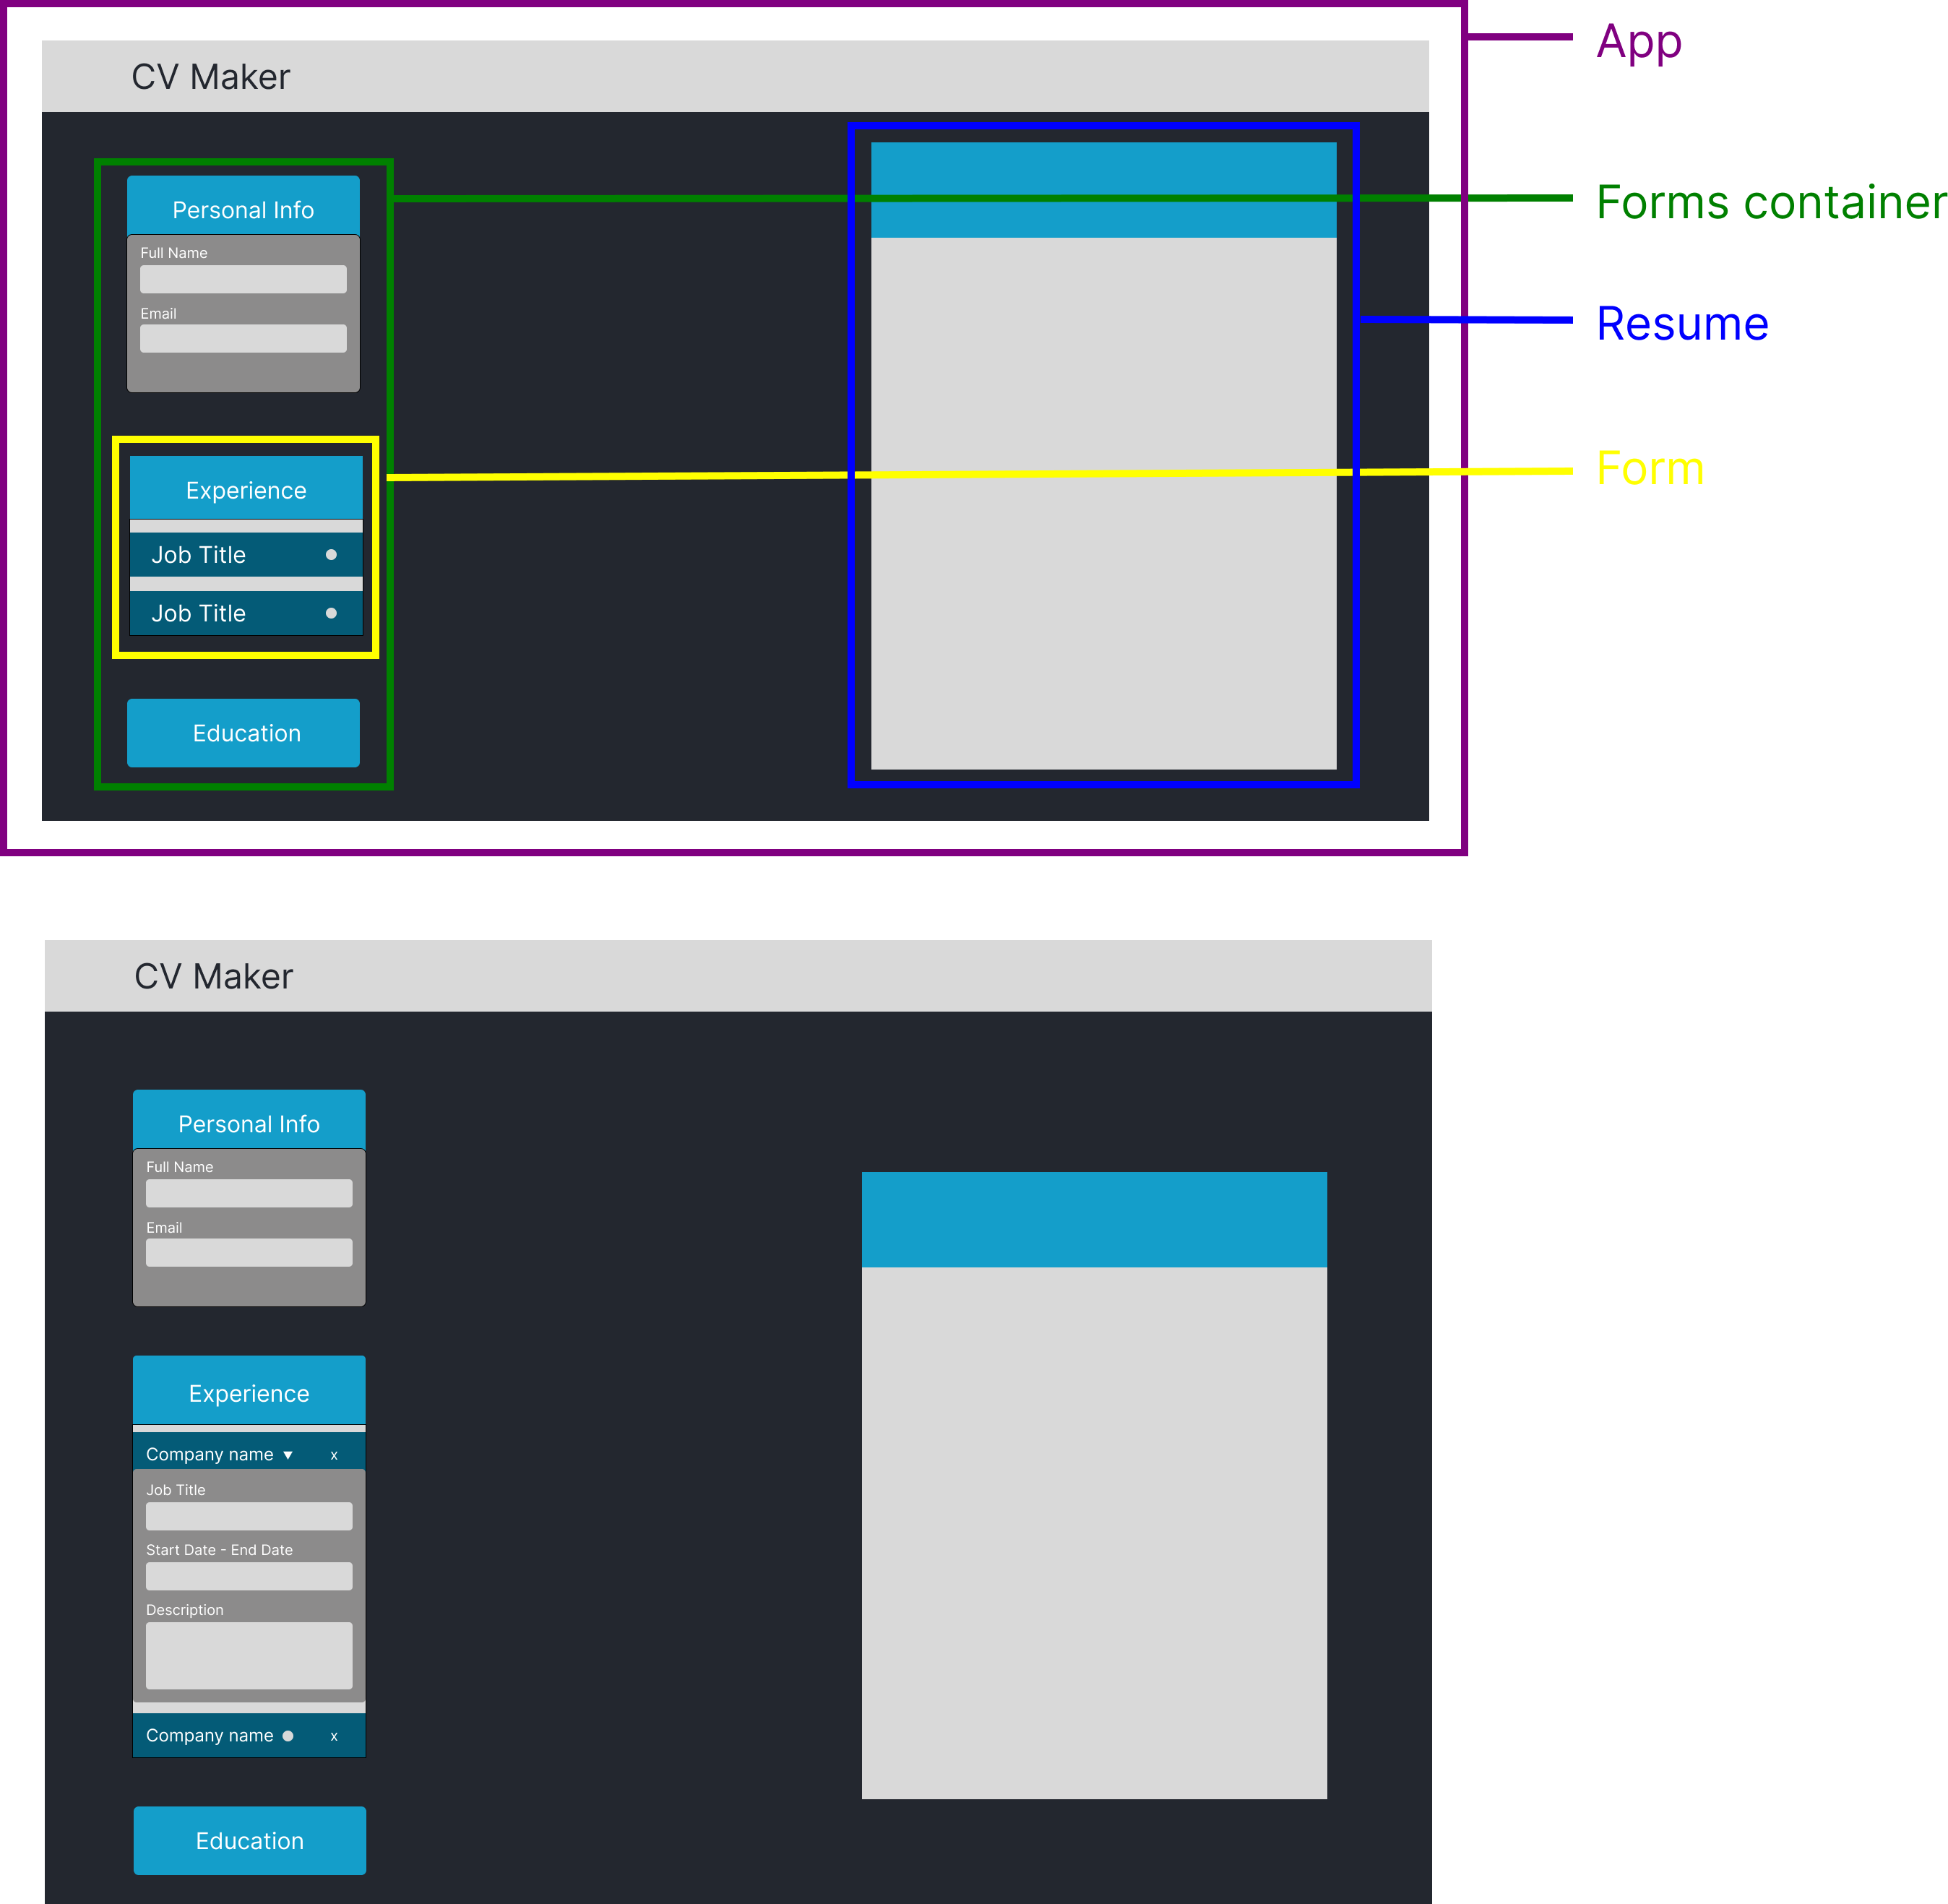 App
CV Maker
Forms container
Personal Info
Full Name
Email
Resume
Form
Experience
Job Title
Job Title
Education
CV Maker
Personal Info
Full Name
Email
Experience
Company name ▼ x
Job Title
Start Date - End Date
Description
Company name x
Education